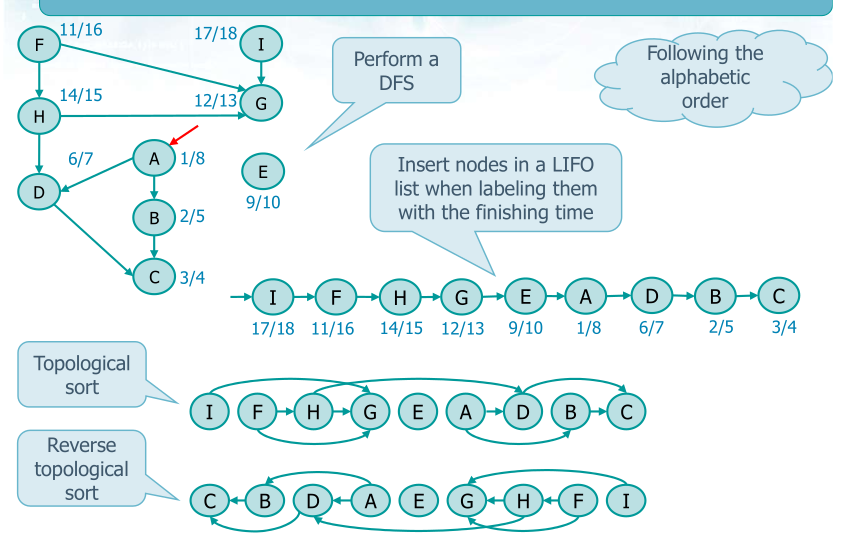 F
11/16
17/18
I
Perform a
DFS
Following the
alphabetic
order
14/15
H
12/13
G
6/7
A
1/8
Insert nodes in a LIFO
list when labeling them
with the finishing time
D
E
9/10
B
2/5
C
3/4
I F H G E A D B C
17/18 11/16 14/15 12/13 9/10 1/8 6/7 2/5 3/4
Topological
sort
I F H G E A D B C
Reverse
topological
sort
C B D A E G H F I